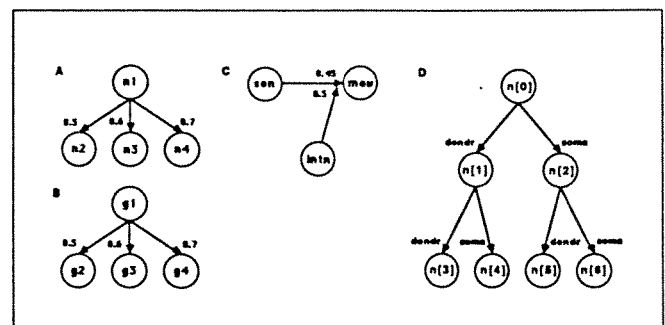 A
n1
0.5 0.6 0.7
n2 n3 n4
B
g1
0.5 0.6 0.7
g2 g3 g4
C
sen 0.45 mov
0.5
intn
D
n[0]
dendr soma
n[1] n[2]
dendr soma dendr soma
n[3] n[4] n[5] n[6]